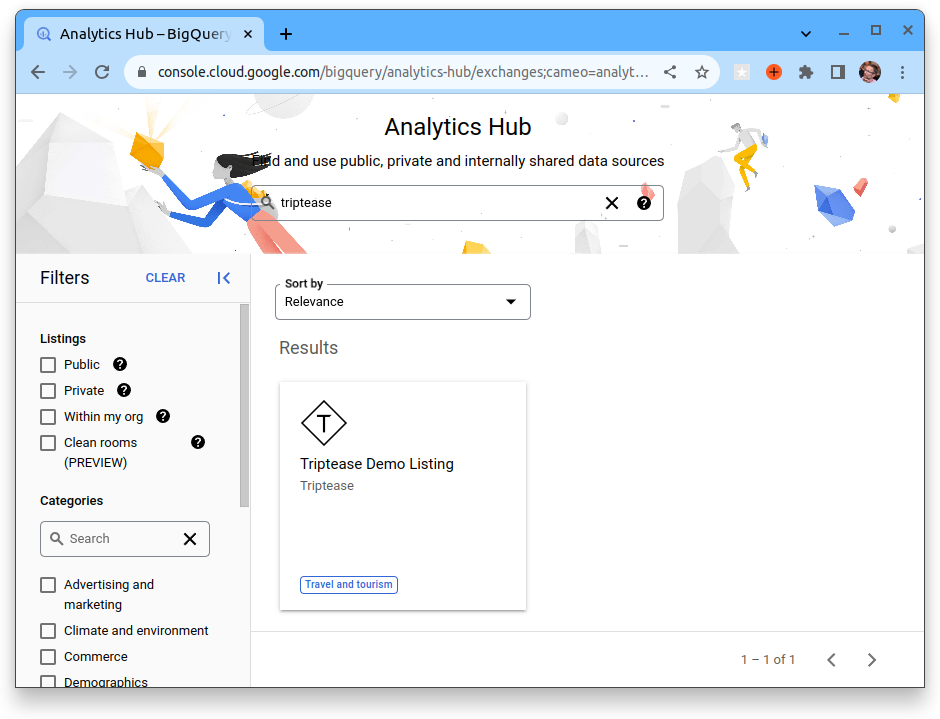 Analytics Hub – BigQuery
console.cloud.google.com/bigquery/analytics-hub/exchanges;cameo=analyt...
Analytics Hub
Find and use public, private and internally shared data sources
triptease
Filters
CLEAR
Listings
Public
Private
Within my org
Clean rooms
(PREVIEW)
Categories
Search
Advertising and
marketing
Climate and environment
Commerce
Demographics
Sort by
Relevance
Results
T
Triptease Demo Listing
Triptease
Travel and tourism
1 – 1 of 1